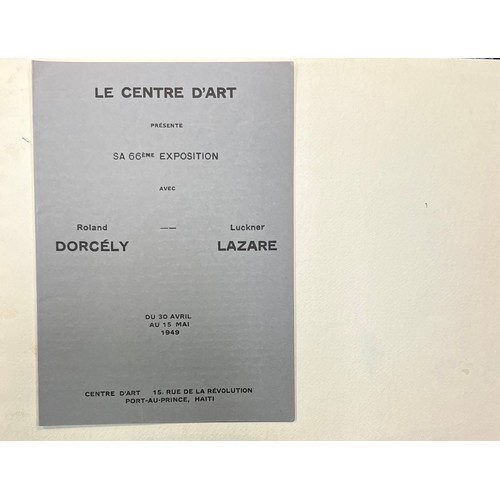 LE CENTRE D'ART
PRÉSENTE
SA 66ÈME EXPOSITION
AVEC
Roland — Luckner
DORCÉLY LAZARE
DU 30 AVRIL
AU 15 MAI
1949
CENTRE D'ART 15, RUE DE LA RÉVOLUTION
PORT-AU-PRINCE, HAITI